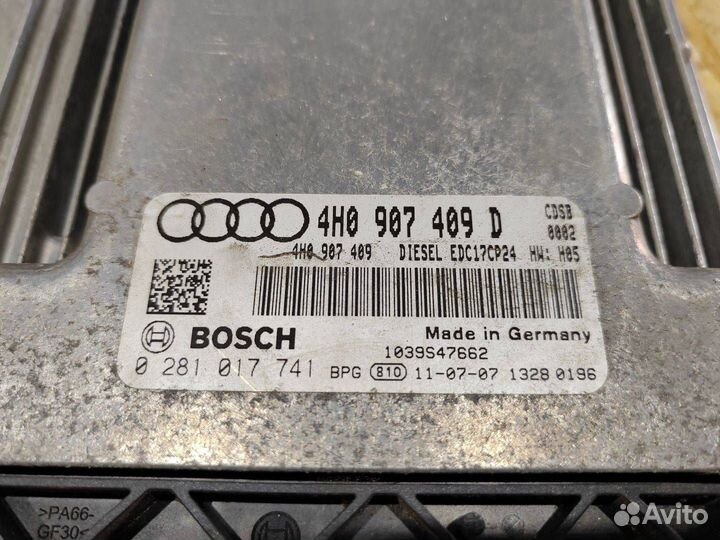 4H0 907 409 D CDSB
0002
4H0 907 409 DIESEL EDC17CP24 HW: H05
BOSCH Made in Germany
1039S47662
0 281 017 741 BPG 810 11-07-07 1328 0196
>PA66-
GF30<
Avito